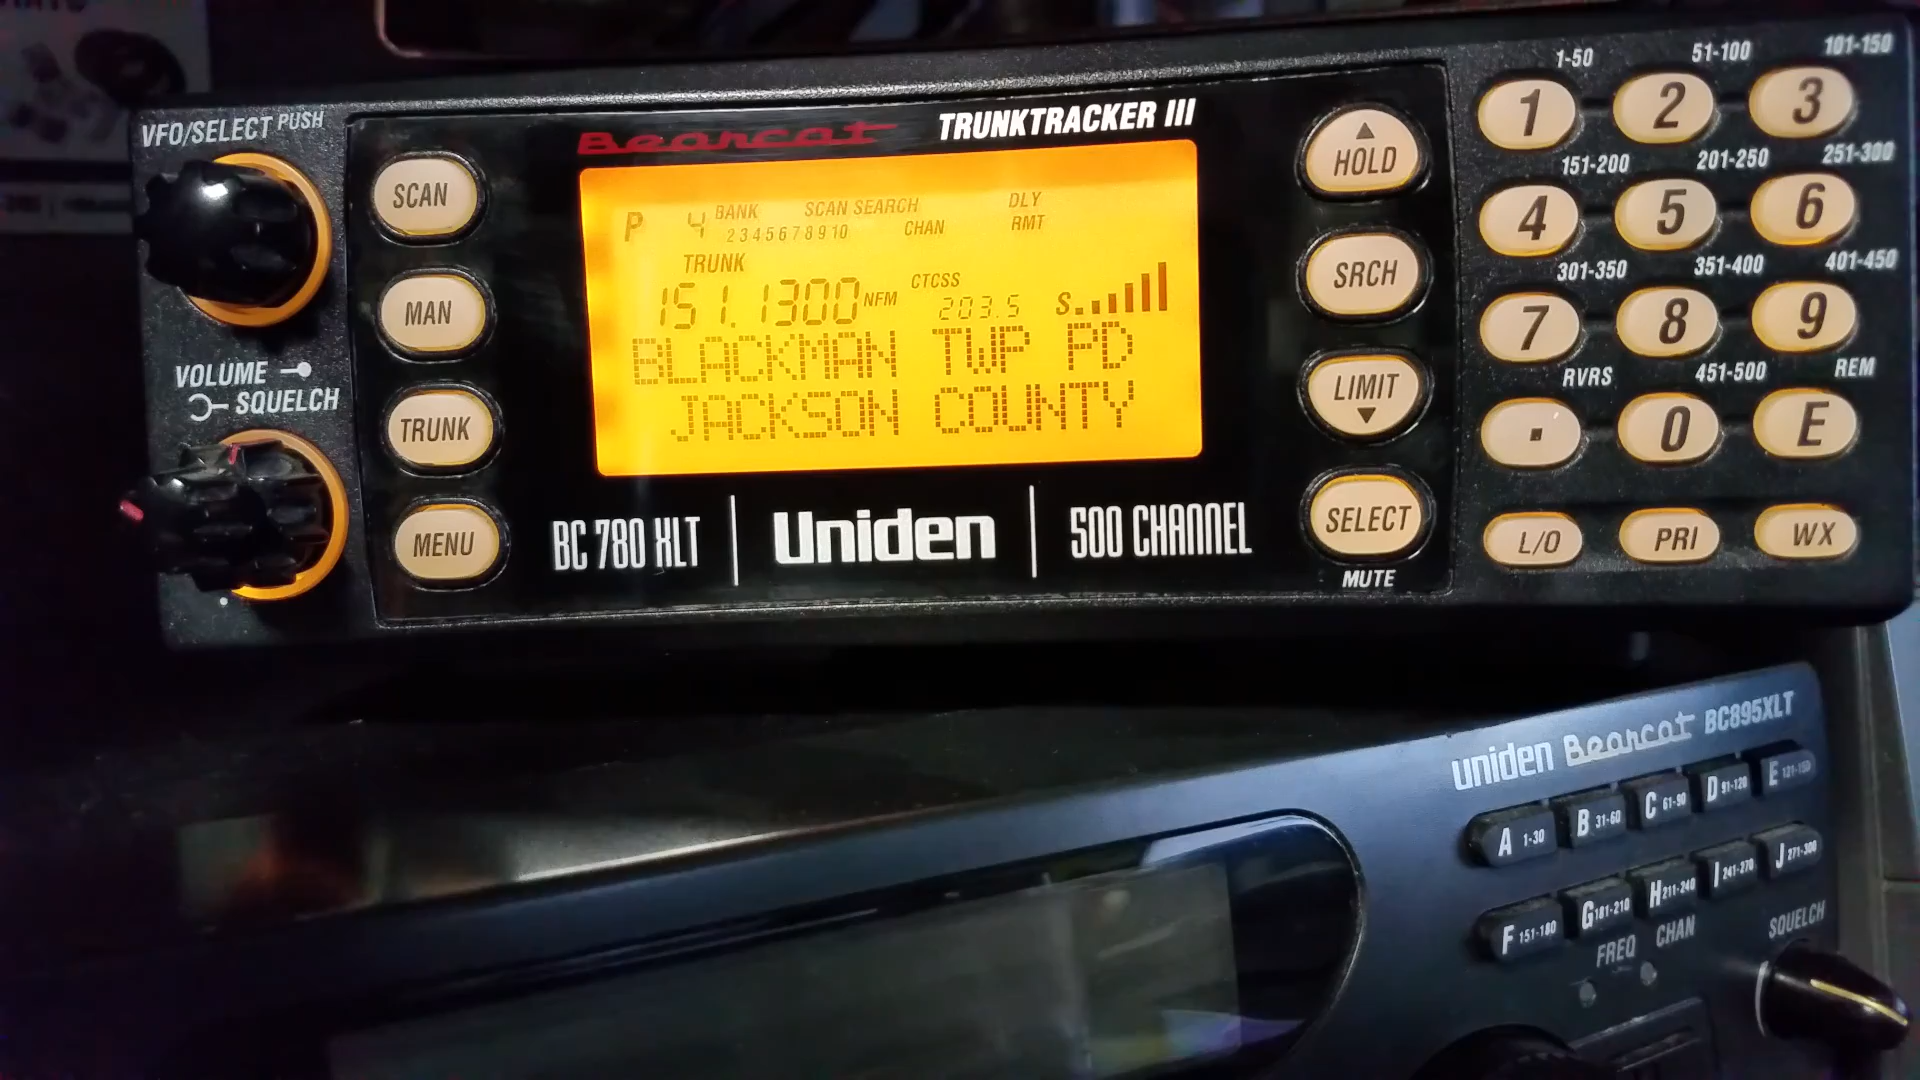 VFO/SELECT PUSH
VOLUME
SQUELCH
SCAN
MAN
TRUNK
MENU
Bearcat TRUNKTRACKER III
P 4 BANK SCAN SEARCH DLY
2 3 4 5 6 7 8 9 10 CHAN RMT
TRUNK
151.1300 NFM CTCSS 203.5 S
BLACKMAN TWP PD
JACKSON COUNTY
BC 780 XLT | Uniden | 500 CHANNEL
HOLD
SRCH
LIMIT
SELECT
MUTE
1-50 51-100 101-150
1 2 3
151-200 201-250 251-300
4 5 6
301-350 351-400 401-450
7 8 9
RVRS 451-500 REM
. 0 E
L/O PRI WX
uniden Bearcat BC895XLT
A 1-30 B 31-60 C 61-90 D 91-120 E 121-150
F 151-180 G 181-210 H 211-240 I 241-270 J 271-300
FREQ CHAN SQUELCH